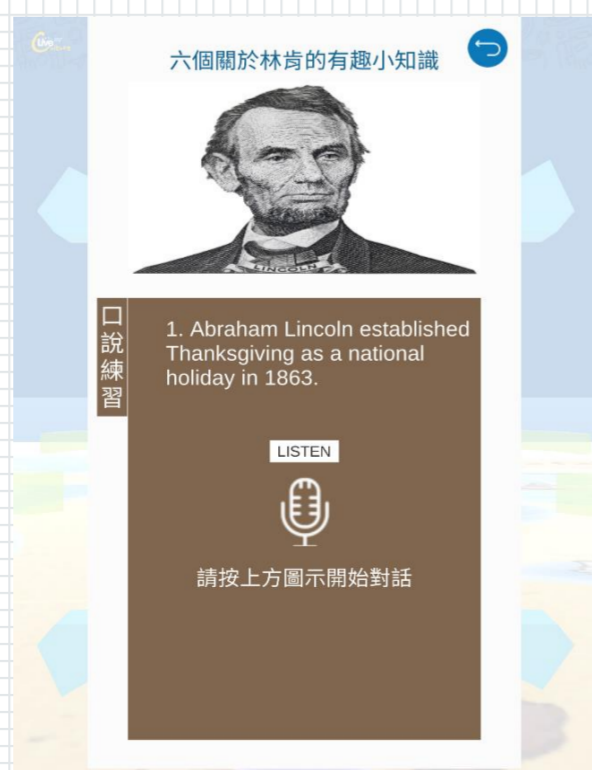 Live
六個關於林肯的有趣小知識
LINCOLN
口說練習
1. Abraham Lincoln established
Thanksgiving as a national
holiday in 1863.
LISTEN
請按上方圖示開始對話